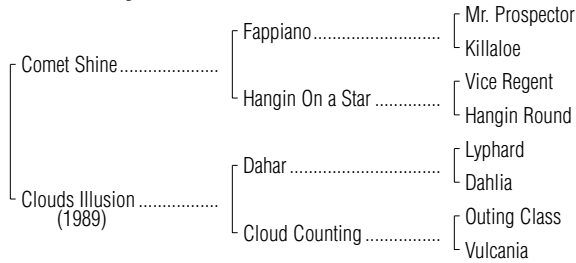 Mr. Prospector
Fappiano..................
Killaloe
Comet Shine....................
Vice Regent
Hangin On a Star .............
Hangin Round
Lyphard
Dahar ..............................
Dahlia
Clouds Illusion ................
(1989)
Outing Class
Cloud Counting ...............
Vulcania